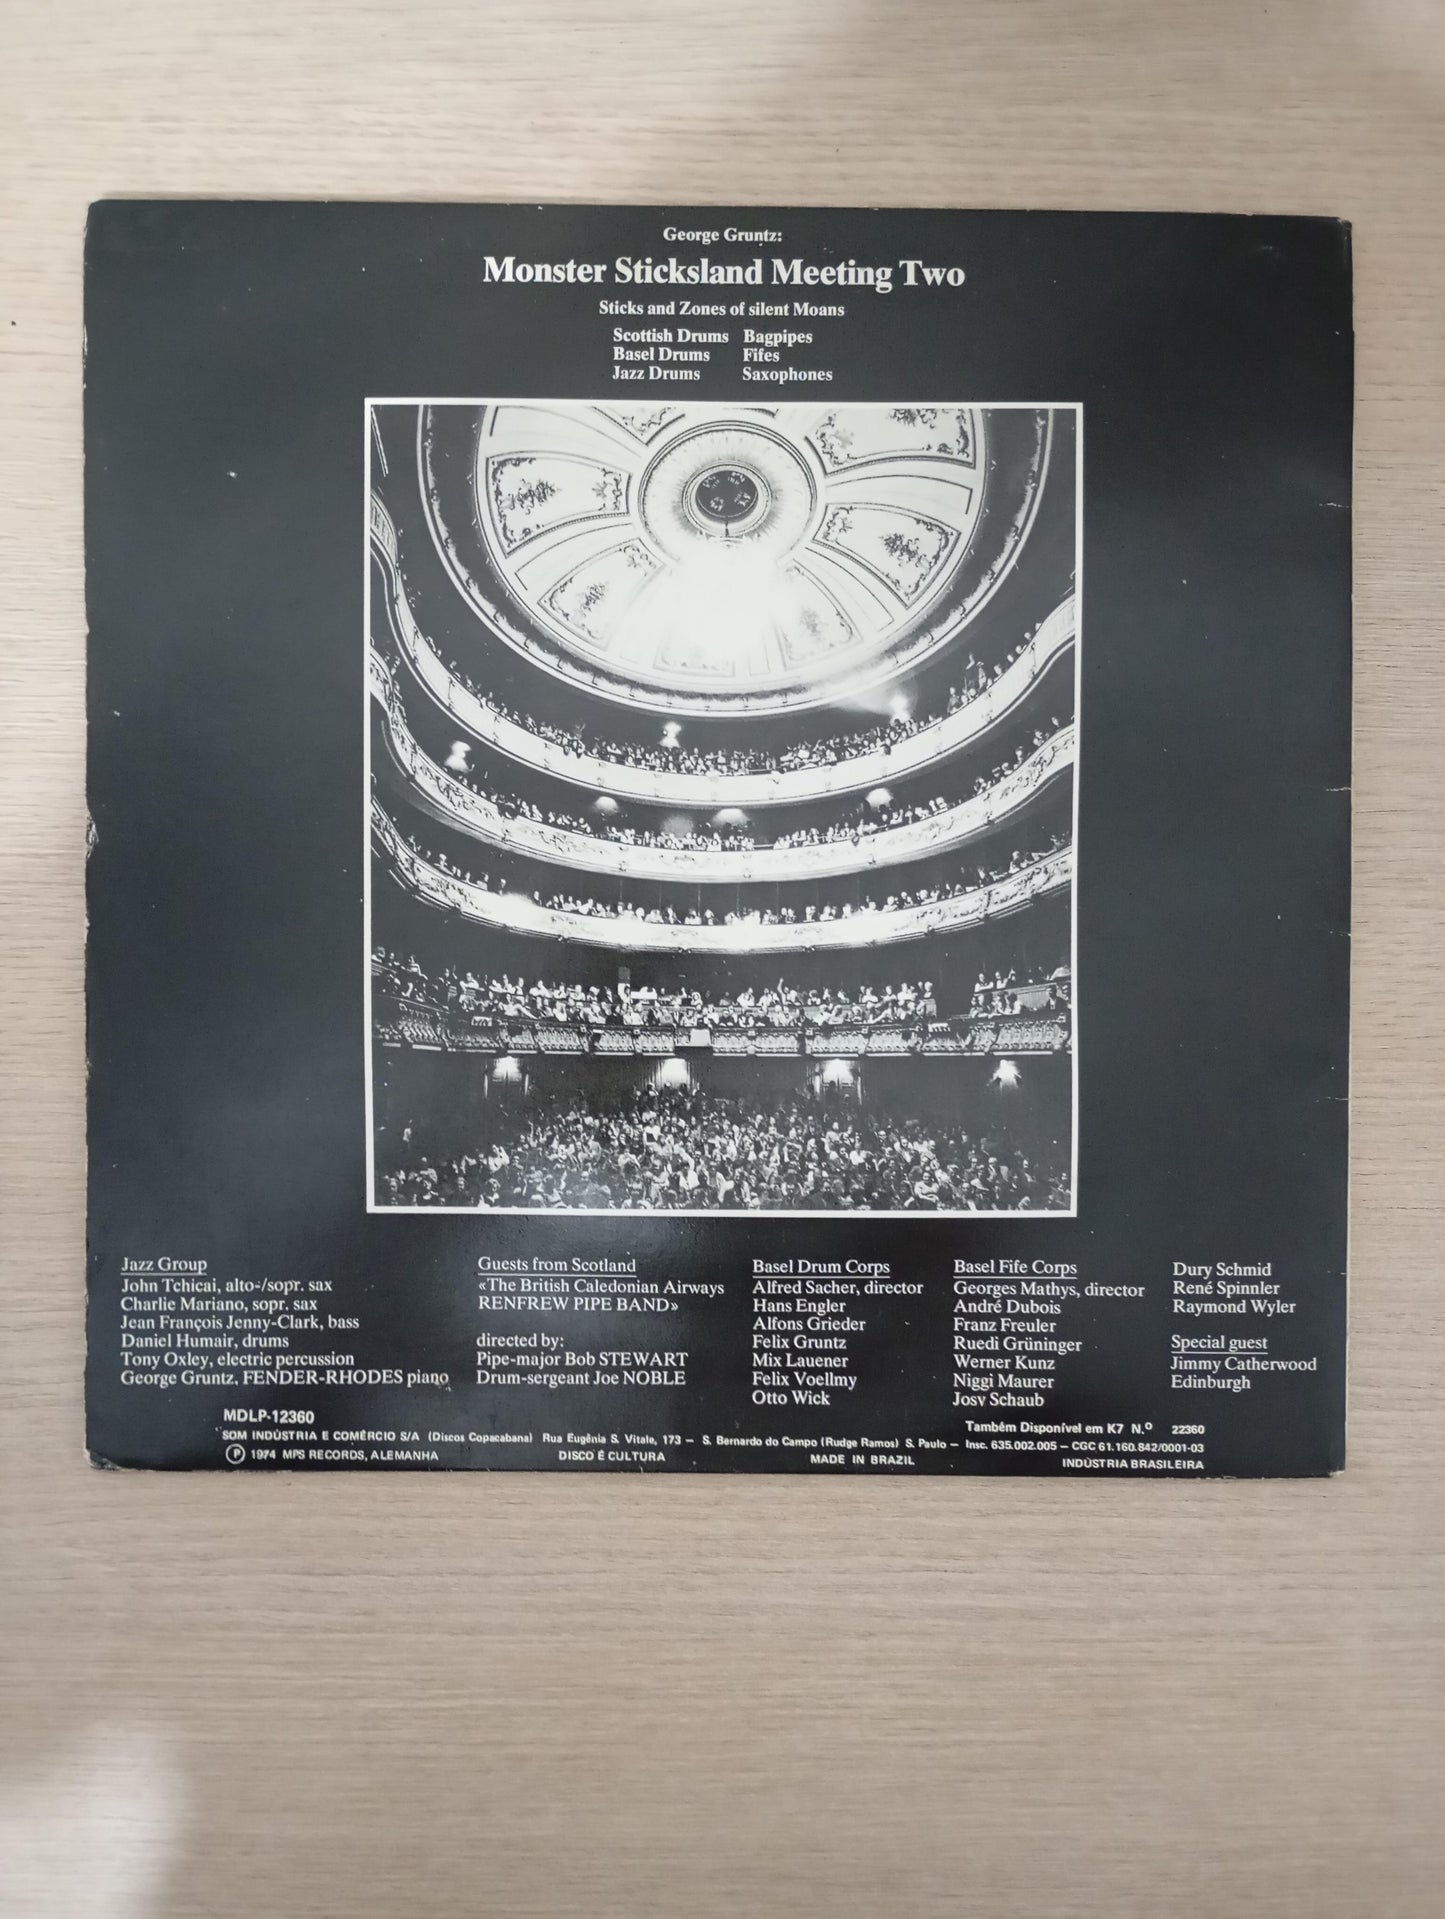 George Gruntz:
Monster Sticksland Meeting Two
Sticks and Zones of silent Moans
Scottish Drums Bagpipes
Basel Drums Fifes
Jazz Drums Saxophones
Jazz Group
John Tchicai, alto-/sopr. sax
Charlie Mariano, sopr. sax
Jean François Jenny-Clark, bass
Daniel Humair, drums
Tony Oxley, electric percussion
George Gruntz, FENDER-RHODES piano
Guests from Scotland
«The British Caledonian Airways
RENFREW PIPE BAND»
directed by:
Pipe-major Bob STEWART
Drum-sergeant Joe NOBLE
Basel Drum Corps
Alfred Sacher, director
Hans Engler
Alfons Grieder
Felix Gruntz
Mix Lauener
Felix Voellmy
Otto Wick
Basel Fife Corps
Georges Mathys, director
André Dubois
Franz Freuler
Ruedi Grüninger
Werner Kunz
Niggi Maurer
Josy Schaub
Dury Schmid
René Spinnler
Raymond Wyler
Special guest
Jimmy Catherwood
Edinburgh
MDLP-12360
Também Disponível em K7 N.º 22360
SOM INDÚSTRIA E COMÉRCIO S/A (Discos Copacabana) Rua Eugênia S. Vitale, 173 — S. Bernardo do Campo (Rudge Ramos) S. Paulo — Insc. 635.002.005 — CGC 61.160.842/0001-03
Ⓟ 1974 MPS RECORDS, ALEMANHA DISCO É CULTURA MADE IN BRAZIL INDÚSTRIA BRASILEIRA